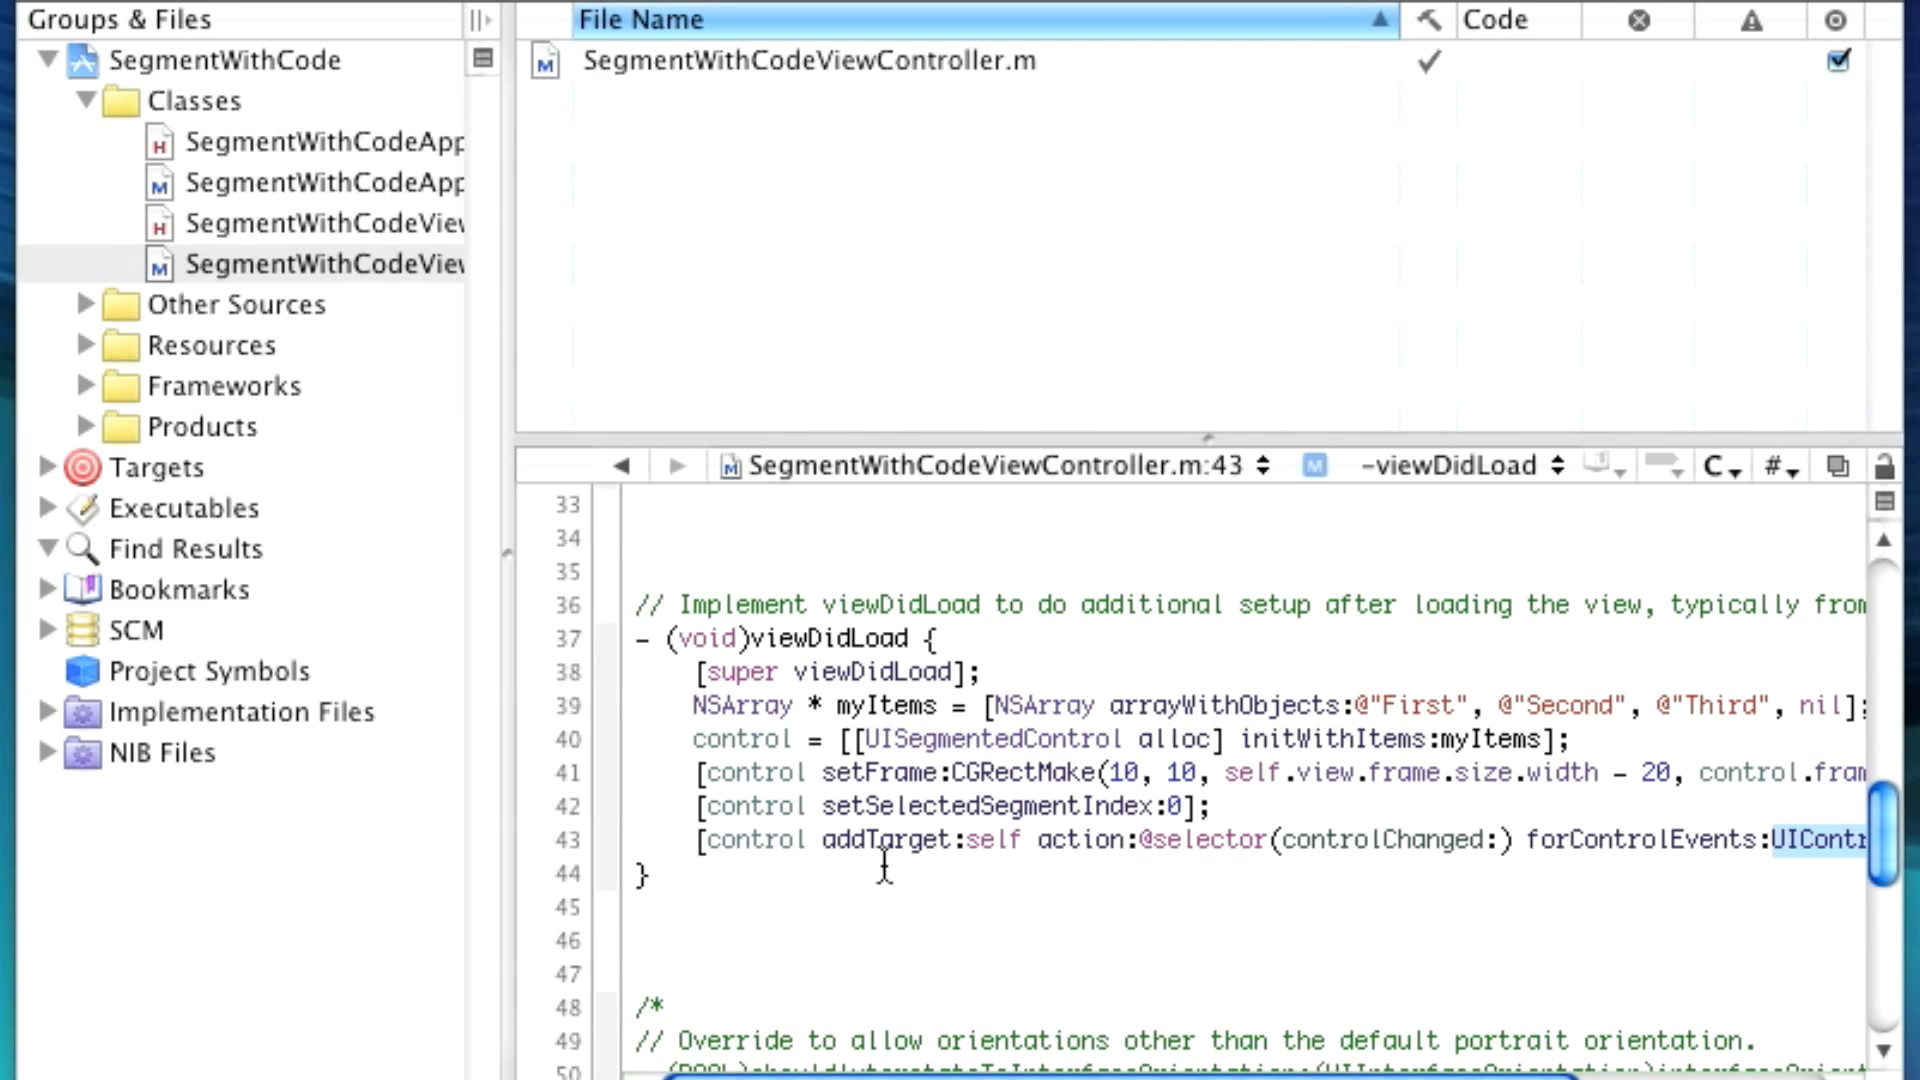 Groups & Files
SegmentWithCode
Classes
SegmentWithCodeApp
SegmentWithCodeApp
SegmentWithCodeView
SegmentWithCodeView
Other Sources
Resources
Frameworks
Products
Targets
Executables
Find Results
Bookmarks
SCM
Project Symbols
Implementation Files
NIB Files
File Name
Code
SegmentWithCodeViewController.m
SegmentWithCodeViewController.m:43
M
-viewDidLoad
C
#
33
34
35
36 // Implement viewDidLoad to do additional setup after loading the view, typically from
37 - (void)viewDidLoad {
38 [super viewDidLoad];
39 NSArray * myItems = [NSArray arrayWithObjects:@"First", @"Second", @"Third", nil];
40 control = [[UISegmentedControl alloc] initWithItems:myItems];
41 [control setFrame:CGRectMake(10, 10, self.view.frame.size.width - 20, control.fram
42 [control setSelectedSegmentIndex:0];
43 [control addTarget:self action:@selector(controlChanged:) forControlEvents:UIContr
44 }
45
46
47
48 /*
49 // Override to allow orientations other than the default portrait orientation.
50